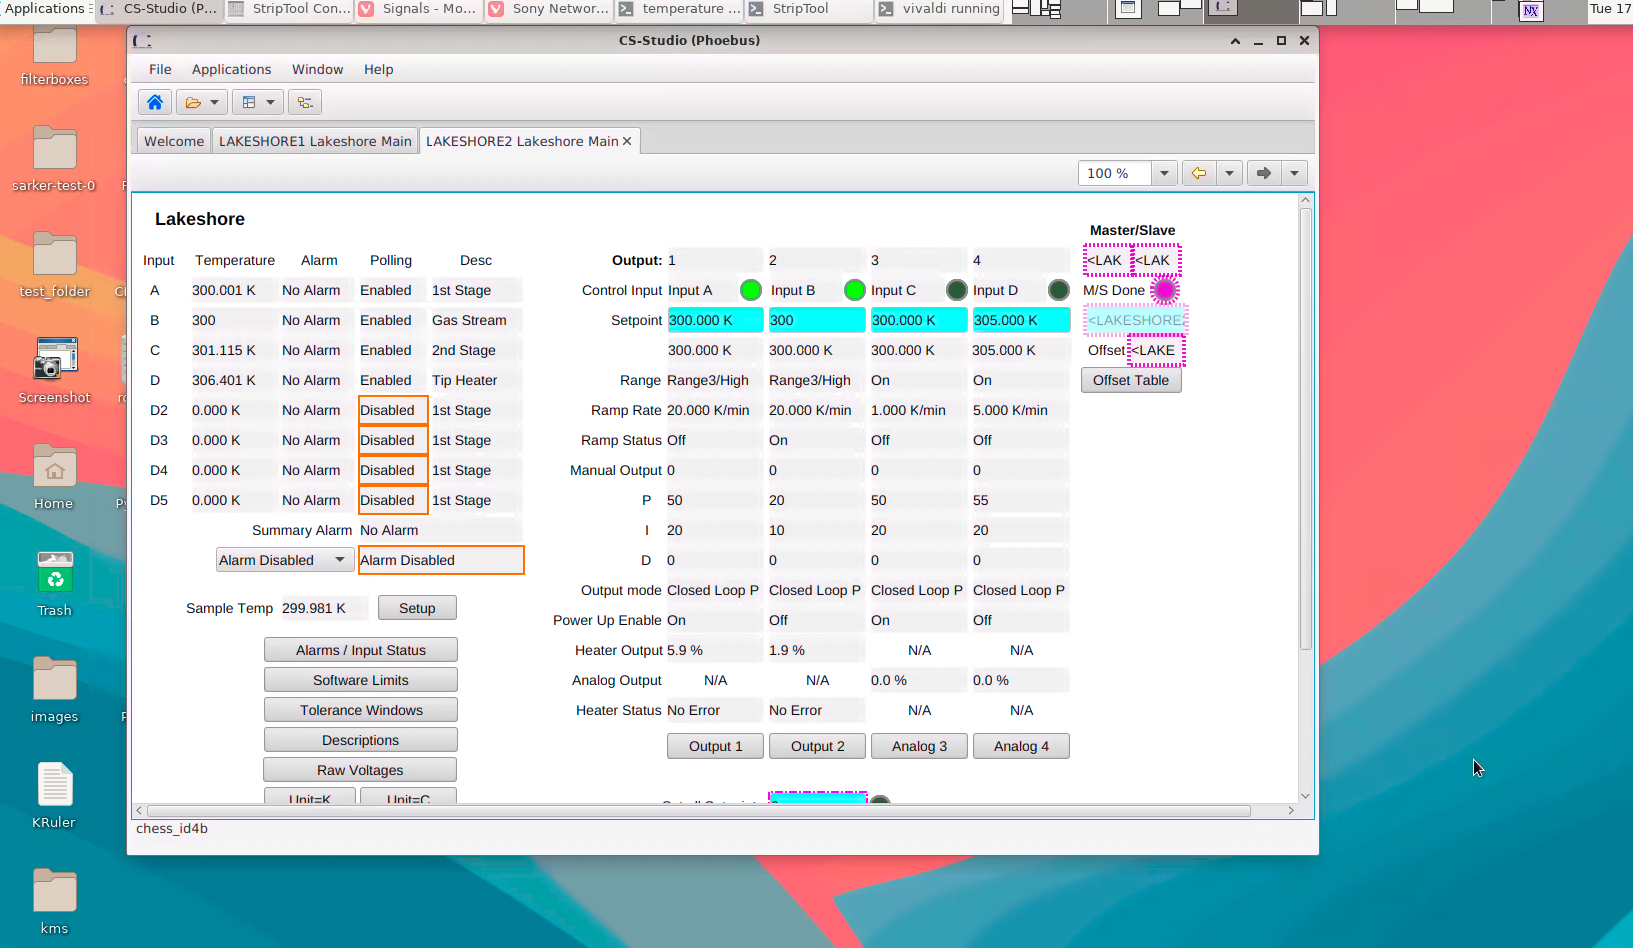 Applications CS-Studio (P... StripTool Con... Signals - Mo... Sony Networ... temperature ... StripTool vivaldi running NX Tue 17
CS-Studio (Phoebus)
File Applications Window Help
Welcome LAKESHORE1 Lakeshore Main LAKESHORE2 Lakeshore Main
100 %
Lakeshore
Master/Slave
Input Temperature Alarm Polling Desc Output: 1 2 3 4 <LAK <LAK
A 300.001 K No Alarm Enabled 1st Stage Control Input Input A Input B Input C Input D M/S Done
B 300 No Alarm Enabled Gas Stream Setpoint 300.000 K 300 300.000 K 305.000 K <LAKESHORE
C 301.115 K No Alarm Enabled 2nd Stage 300.000 K 300.000 K 300.000 K 305.000 K Offset <LAKE
D 306.401 K No Alarm Enabled Tip Heater Range Range3/High Range3/High On On Offset Table
D2 0.000 K No Alarm Disabled 1st Stage Ramp Rate 20.000 K/min 20.000 K/min 1.000 K/min 5.000 K/min
D3 0.000 K No Alarm Disabled 1st Stage Ramp Status Off On Off Off
D4 0.000 K No Alarm Disabled 1st Stage Manual Output 0 0 0 0
D5 0.000 K No Alarm Disabled 1st Stage P 50 20 50 55
Summary Alarm No Alarm I 20 10 20 20
Alarm Disabled Alarm Disabled D 0 0 0 0
Output mode Closed Loop P Closed Loop P Closed Loop P Closed Loop P
Sample Temp 299.981 K Setup Power Up Enable On Off On Off
Alarms / Input Status Heater Output 5.9 % 1.9 % N/A N/A
Software Limits Analog Output N/A N/A 0.0 % 0.0 %
Tolerance Windows Heater Status No Error No Error N/A N/A
Descriptions Output 1 Output 2 Analog 3 Analog 4
Raw Voltages
Unit=K Unit=C
chess_id4b
filterboxes
sarker-test-0
test_folder
Screenshot
Home
Trash
images
KRuler
kms